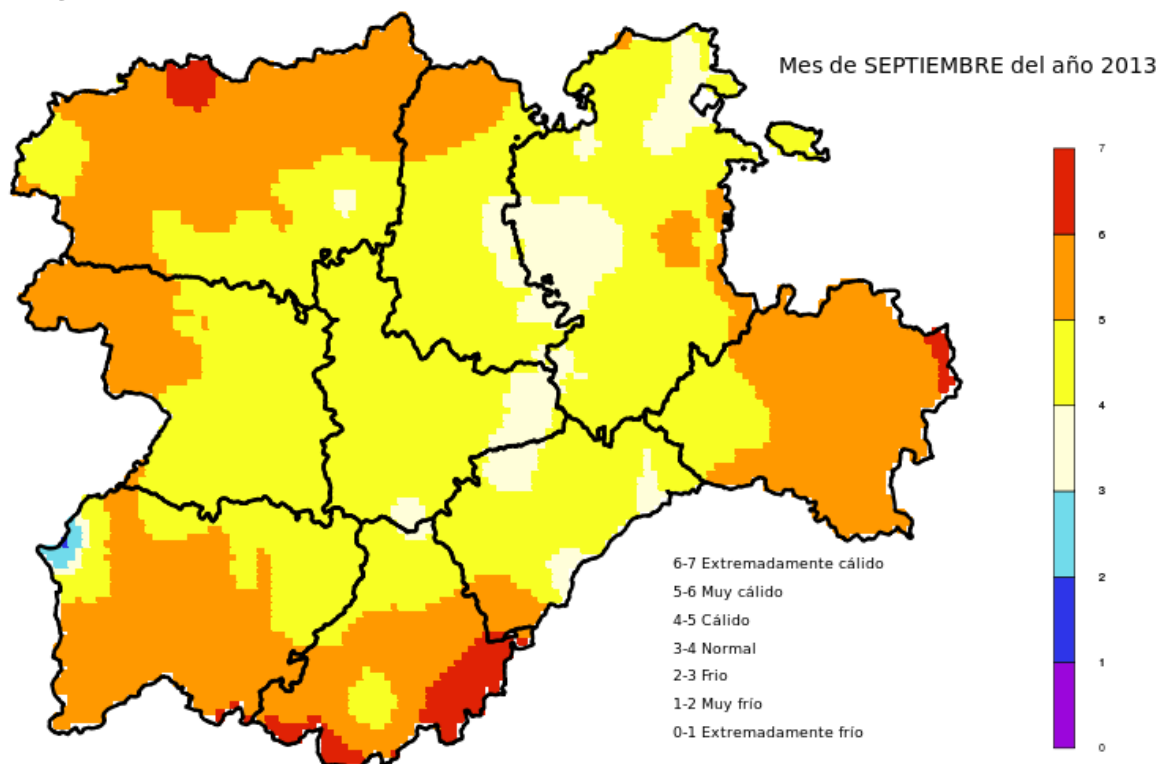 Mes de SEPTIEMBRE del año 2013
7
6
5
4
3
2
1
0
6-7 Extremadamente cálido
5-6 Muy cálido
4-5 Cálido
3-4 Normal
2-3 Frio
1-2 Muy frío
0-1 Extremadamente frío